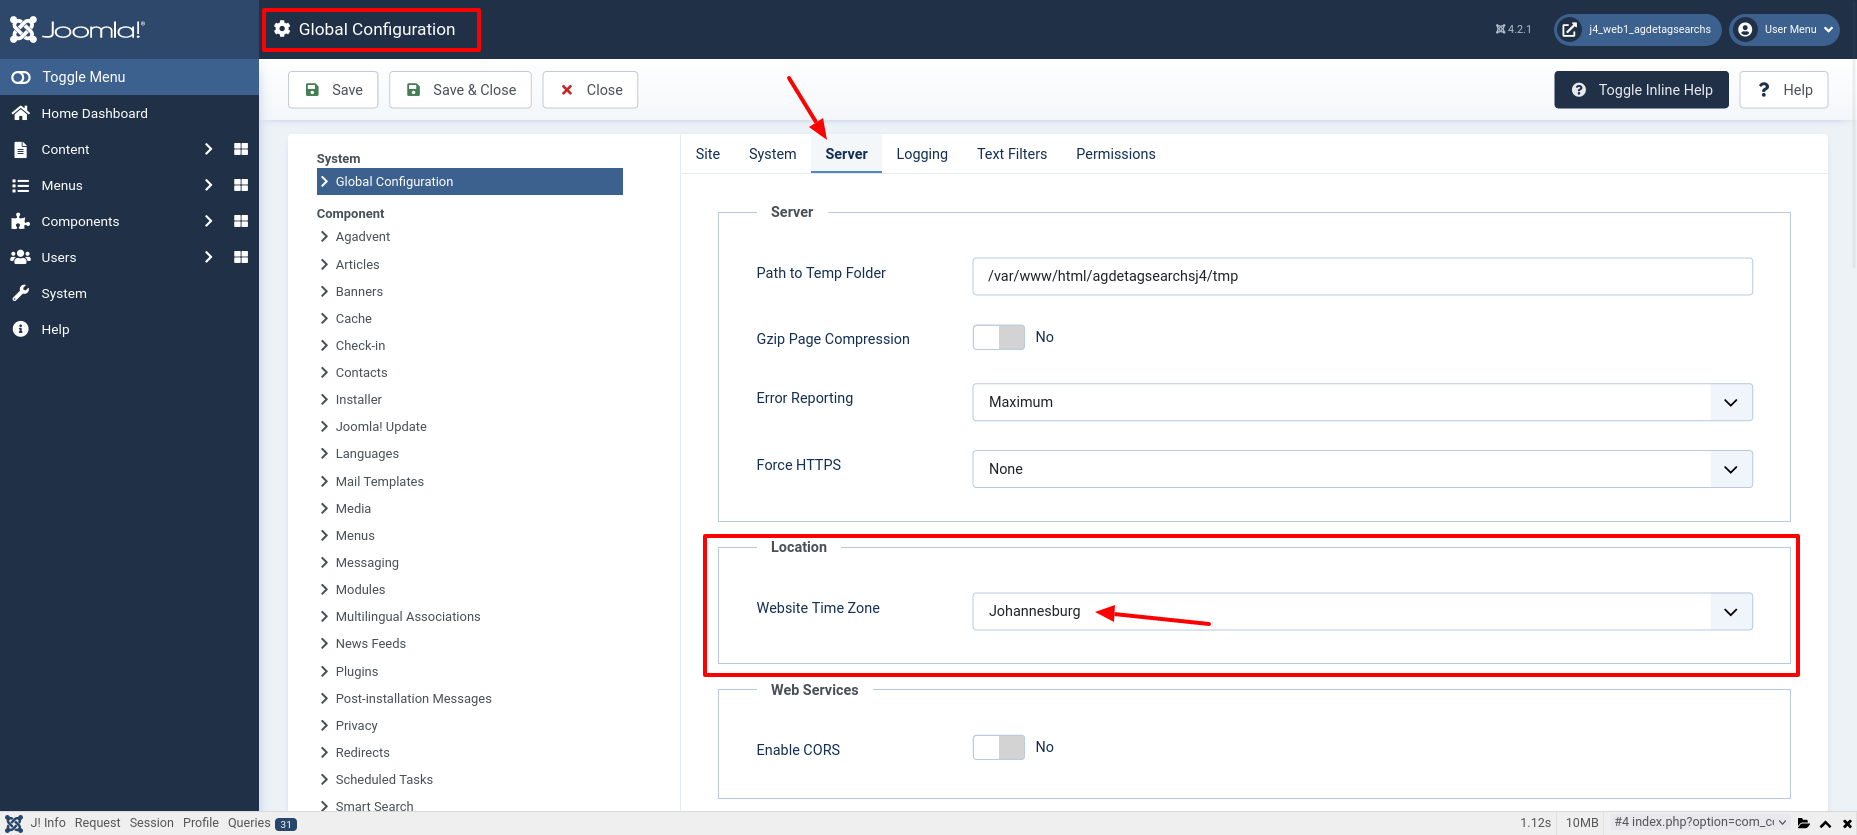 Joomla!®
Global Configuration
4.2.1
j4_web1_agdetagsearchs
User Menu
Toggle Menu
Home Dashboard
Content
Menus
Components
Users
System
Help
Save
Save & Close
Close
Toggle Inline Help
Help
System
Global Configuration
Component
Agadvent
Articles
Banners
Cache
Check-in
Contacts
Installer
Joomla! Update
Languages
Mail Templates
Media
Menus
Messaging
Modules
Multilingual Associations
News Feeds
Plugins
Post-installation Messages
Privacy
Redirects
Scheduled Tasks
Smart Search
Site
System
Server
Logging
Text Filters
Permissions
Server
Path to Temp Folder
/var/www/html/agdetagsearchsj4/tmp
Gzip Page Compression
No
Error Reporting
Maximum
Force HTTPS
None
Location
Website Time Zone
Johannesburg
Web Services
Enable CORS
No
J! Info
Request
Session
Profile
Queries
31
1.12s
10MB
#4 index.php?option=com_c